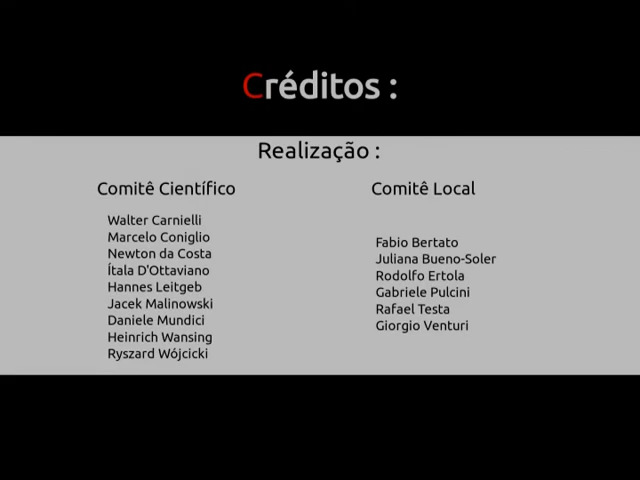 Créditos :
Realização :
Comitê Científico
Walter Carnielli
Marcelo Coniglio
Newton da Costa
Ítala D'Ottaviano
Hannes Leitgeb
Jacek Malinowski
Daniele Mundici
Heinrich Wansing
Ryszard Wójcicki
Comitê Local
Fabio Bertato
Juliana Bueno-Soler
Rodolfo Ertola
Gabriele Pulcini
Rafael Testa
Giorgio Venturi